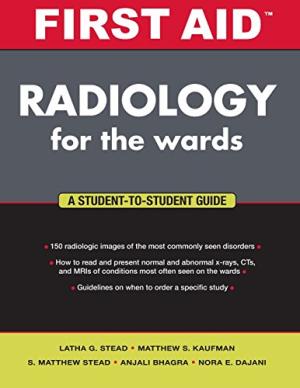 FIRST AID™
RADIOLOGY
for the wards
A STUDENT-TO-STUDENT GUIDE
• 150 radiologic images of the most commonly seen disorders •
• How to read and present normal and abnormal x-rays, CTs,
and MRIs of conditions most often seen on the wards •
• Guidelines on when to order a specific study •
LATHA G. STEAD • MATTHEW S. KAUFMAN
S. MATTHEW STEAD • ANJALI BHAGRA • NORA E. DAJANI